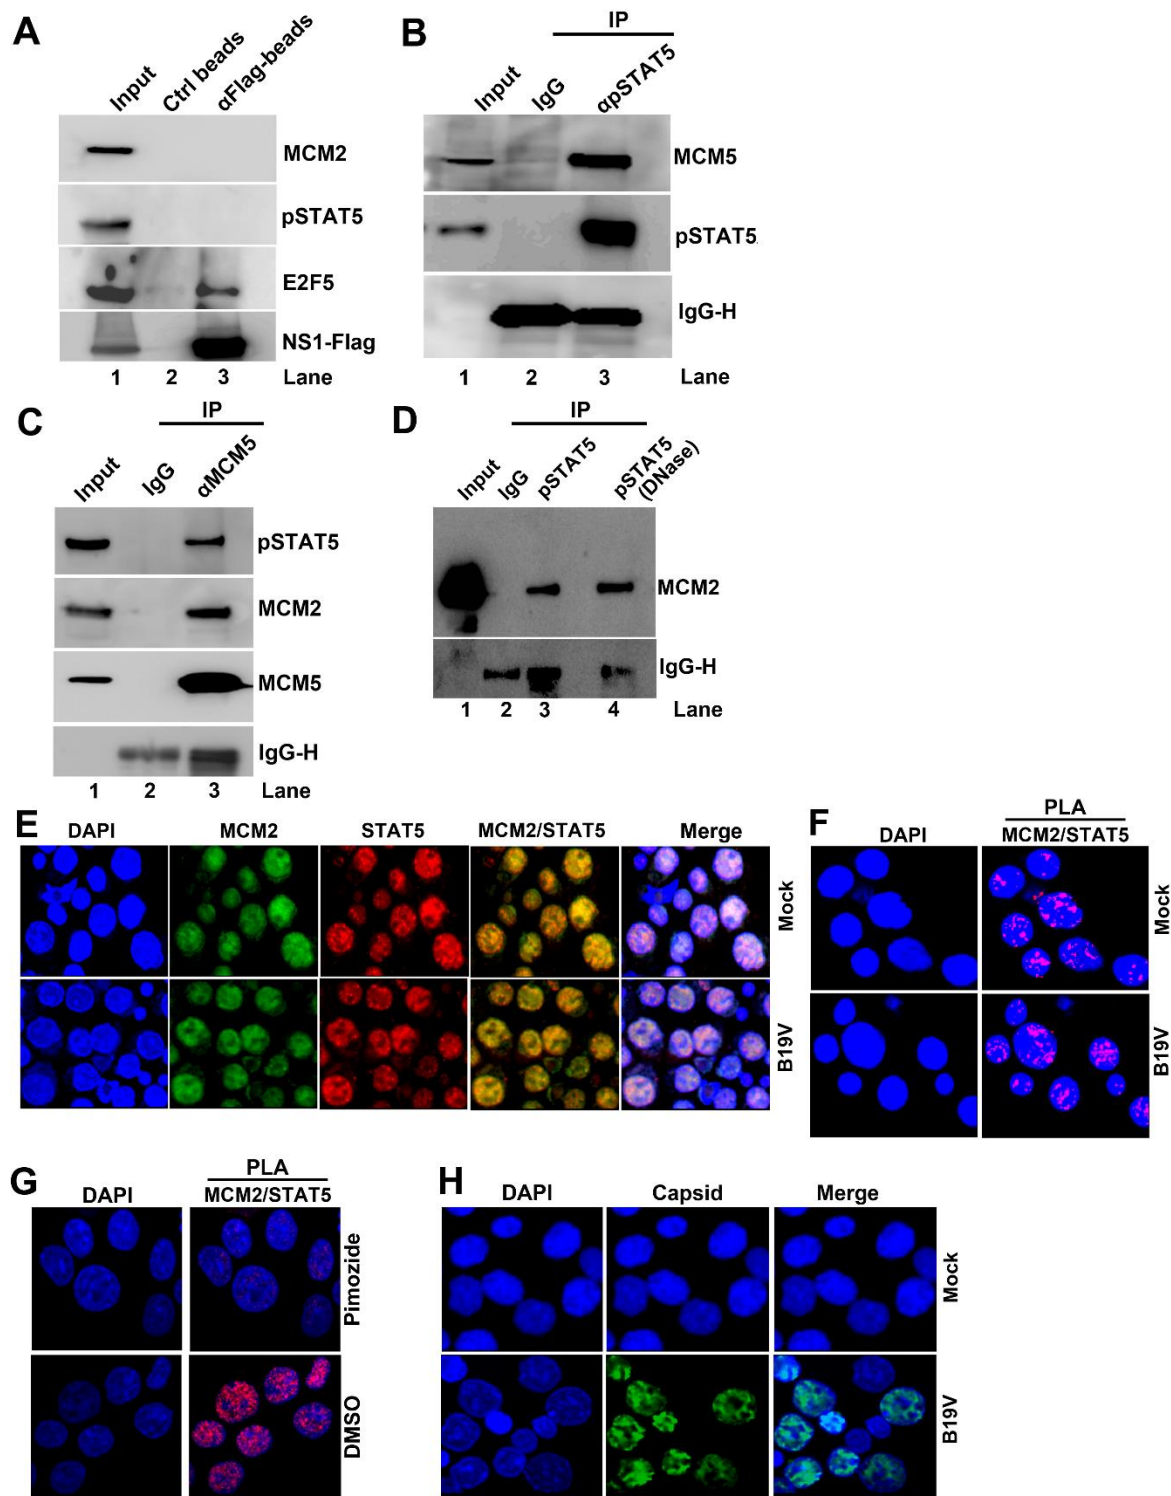 A
Input
Ctrl beads
αFlag-beads
MCM2
pSTAT5
E2F5
NS1-Flag
1 2 3 Lane
B
IP
Input
IgG
αpSTAT5
MCM5
pSTAT5
IgG-H
1 2 3 Lane
C
IP
Input
IgG
αMCM5
pSTAT5
MCM2
MCM5
IgG-H
1 2 3 Lane
D
IP
Input
IgG
pSTAT5
pSTAT5
(DNase)
MCM2
IgG-H
1 2 3 4 Lane
E
DAPI MCM2 STAT5 MCM2/STAT5 Merge
Mock
B19V
F
PLA
DAPI MCM2/STAT5
Mock
B19V
G
PLA
DAPI MCM2/STAT5
Pimozide
DMSO
H
DAPI Capsid Merge
Mock
B19V